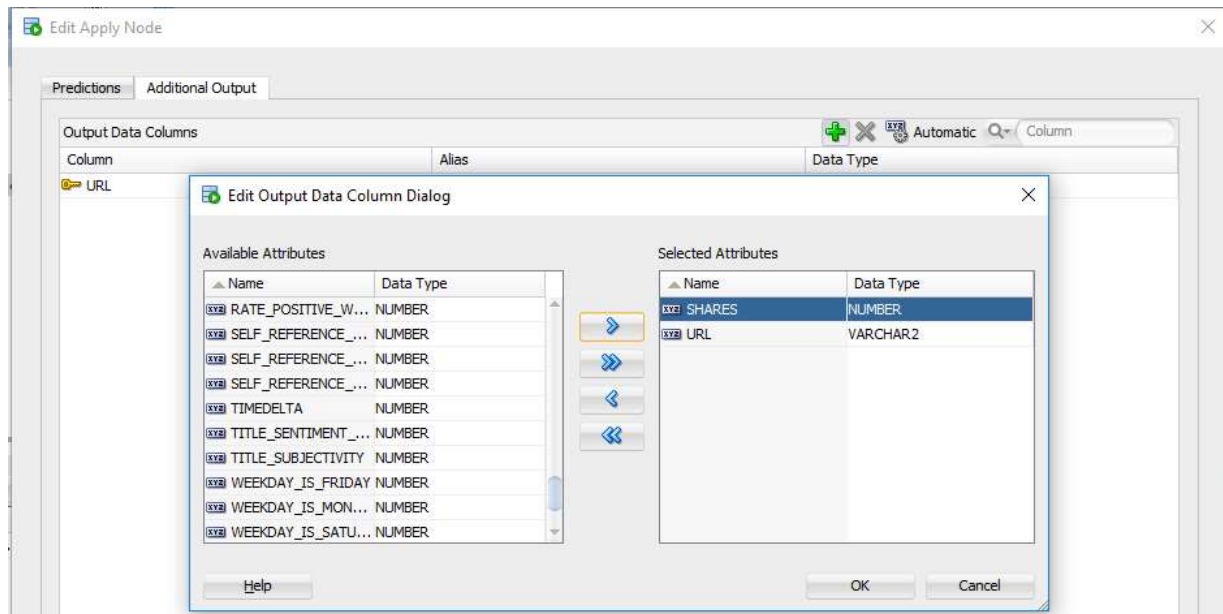 Edit Apply Node
Predictions Additional Output
Output Data Columns Automatic Column
Column Alias Data Type
URL
Edit Output Data Column Dialog
Available Attributes Selected Attributes
Name Data Type Name Data Type
RATE_POSITIVE_W... NUMBER SHARES NUMBER
SELF_REFERENCE_... NUMBER URL VARCHAR2
SELF_REFERENCE_... NUMBER
SELF_REFERENCE_... NUMBER
TIMEDELTA NUMBER
TITLE_SENTIMENT_... NUMBER
TITLE_SUBJECTIVITY NUMBER
WEEKDAY_IS_FRIDAY NUMBER
WEEKDAY_IS_MON... NUMBER
WEEKDAY_IS_SATU... NUMBER
Help OK Cancel